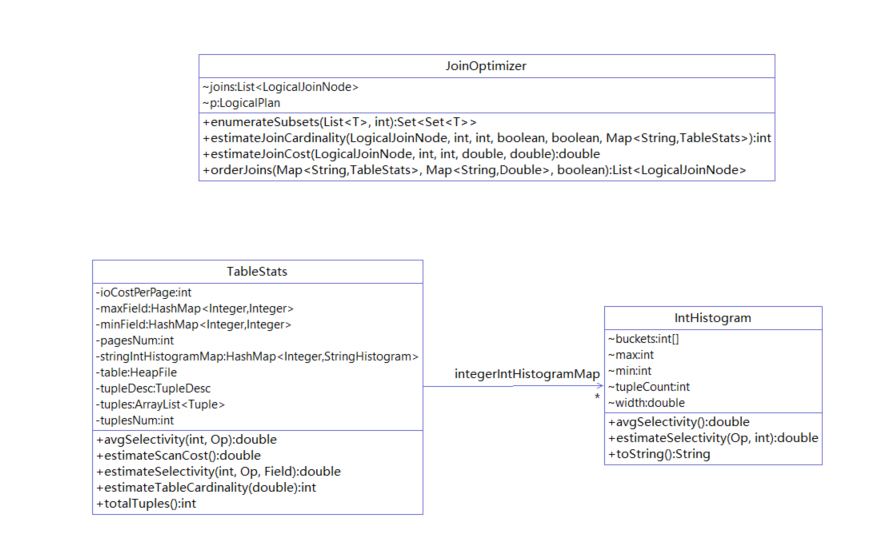 JoinOptimizer
~joins:List<LogicalJoinNode>
~p:LogicalPlan
+enumerateSubsets(List<T>, int):Set<Set<T>>
+estimateJoinCardinality(LogicalJoinNode, int, int, boolean, boolean, Map<String,TableStats>):int
+estimateJoinCost(LogicalJoinNode, int, int, double, double):double
+orderJoins(Map<String,TableStats>, Map<String,Double>, boolean):List<LogicalJoinNode>
TableStats
-ioCostPerPage:int
-maxField:HashMap<Integer,Integer>
-minField:HashMap<Integer,Integer>
-pagesNum:int
-stringIntHistogramMap:HashMap<Integer,StringHistogram>
-table:HeapFile
-tupleDesc:TupleDesc
-tuples:ArrayList<Tuple>
-tuplesNum:int
+avgSelectivity(int, Op):double
+estimateScanCost():double
+estimateSelectivity(int, Op, Field):double
+estimateTableCardinality(double):int
+totalTuples():int
integerIntHistogramMap
*
IntHistogram
~buckets:int[]
~max:int
~min:int
~tupleCount:int
~width:double
+avgSelectivity():double
+estimateSelectivity(Op, int):double
+toString():String